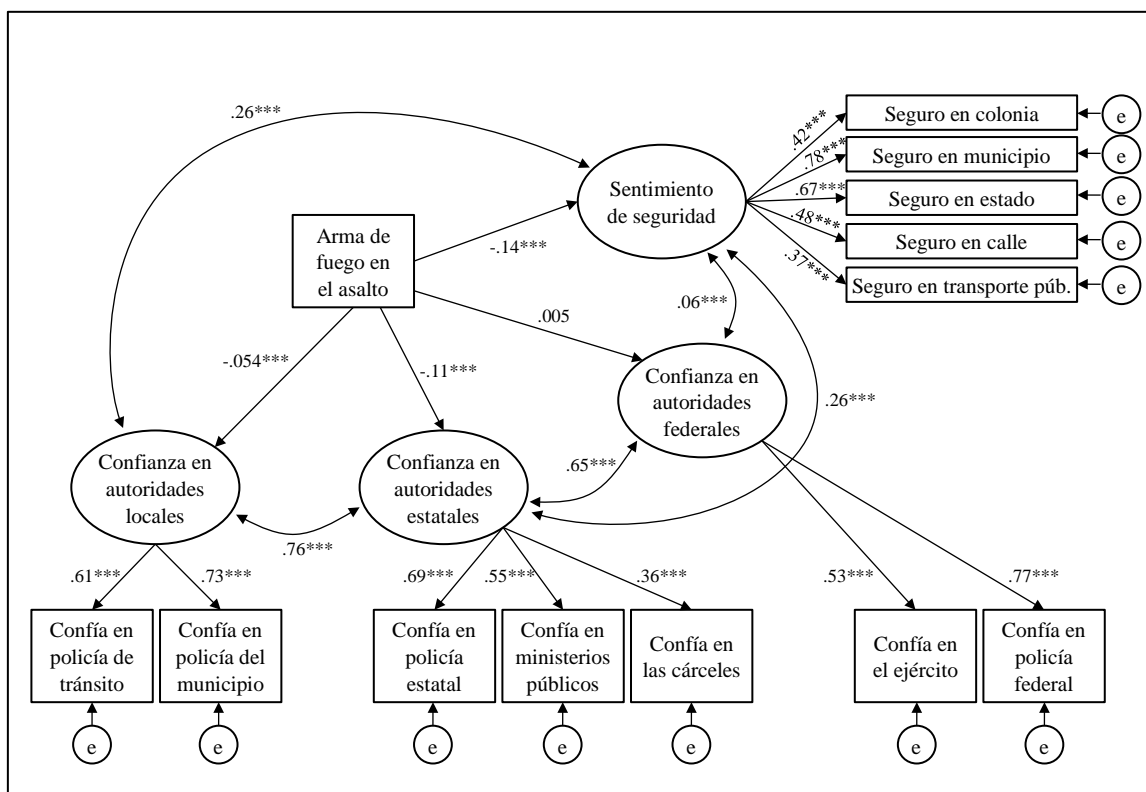 .26***
Seguro en colonia
e
.42***
Seguro en municipio
e
.78***
Sentimiento
de seguridad
Seguro en estado
e
.67***
Seguro en calle
e
.48***
Seguro en transporte púb.
e
.37***
Arma de
fuego en
el asalto
-.14***
.06***
.005
-.054***
-.11***
Confianza en
autoridades
federales
.26***
Confianza en
autoridades
locales
Confianza en
autoridades
estatales
.65***
.76***
.61***
.73***
.69***
.55***
.36***
.53***
.77***
Confía en
policía de
tránsito
Confía en
policía del
municipio
Confía en
policía
estatal
Confía en
ministerios
públicos
Confía en
las cárceles
Confía en
el ejército
Confía en
policía
federal
e
e
e
e
e
e
e